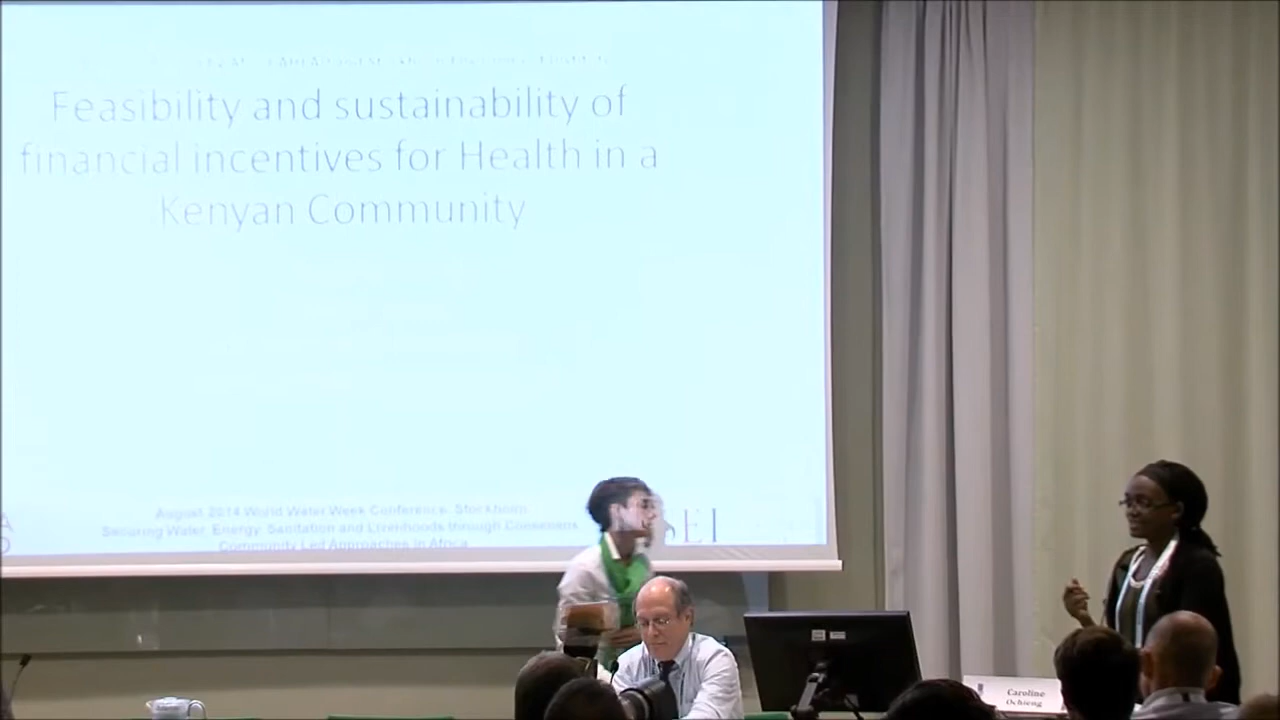 Feasibility and sustainability of
financial incentives for Health in a
Kenyan Community
August 2014 World Water Week Conference, Stockholm
Securing Water, Energy, Sanitation and Livelihoods through Consensus
Community Led Approaches in Africa
SEI
Caroline
Ochieng